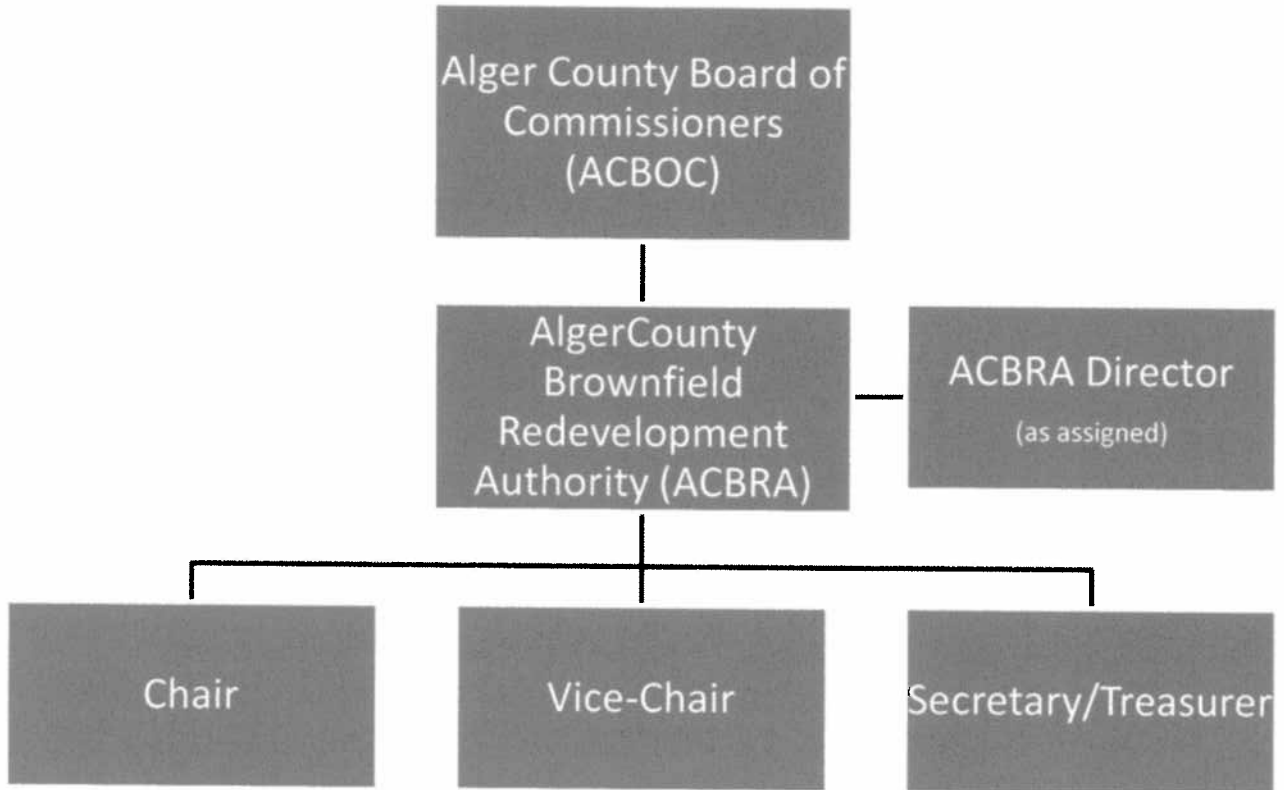 Alger County Board of
Commissioners
(ACBOC)
AlgerCounty
Brownfield
Redevelopment
Authority (ACBRA)
ACBRA Director
(as assigned)
Chair
Vice-Chair
Secretary/Treasurer